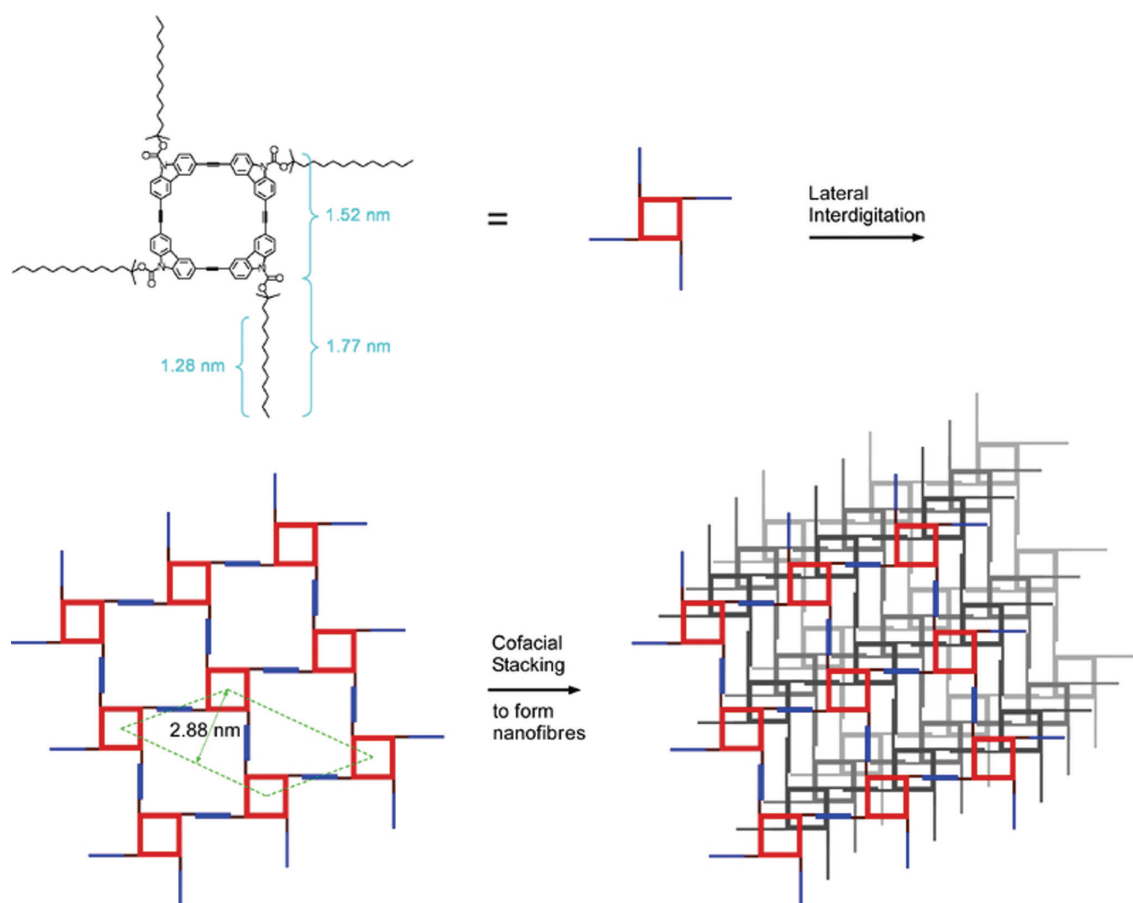 O
O
N
N
O
O
1.52 nm
=
Lateral
Interdigitation
O
O
N
N
O
O
1.77 nm
1.28 nm
2.88 nm
Cofacial
Stacking
to form
nanofibres